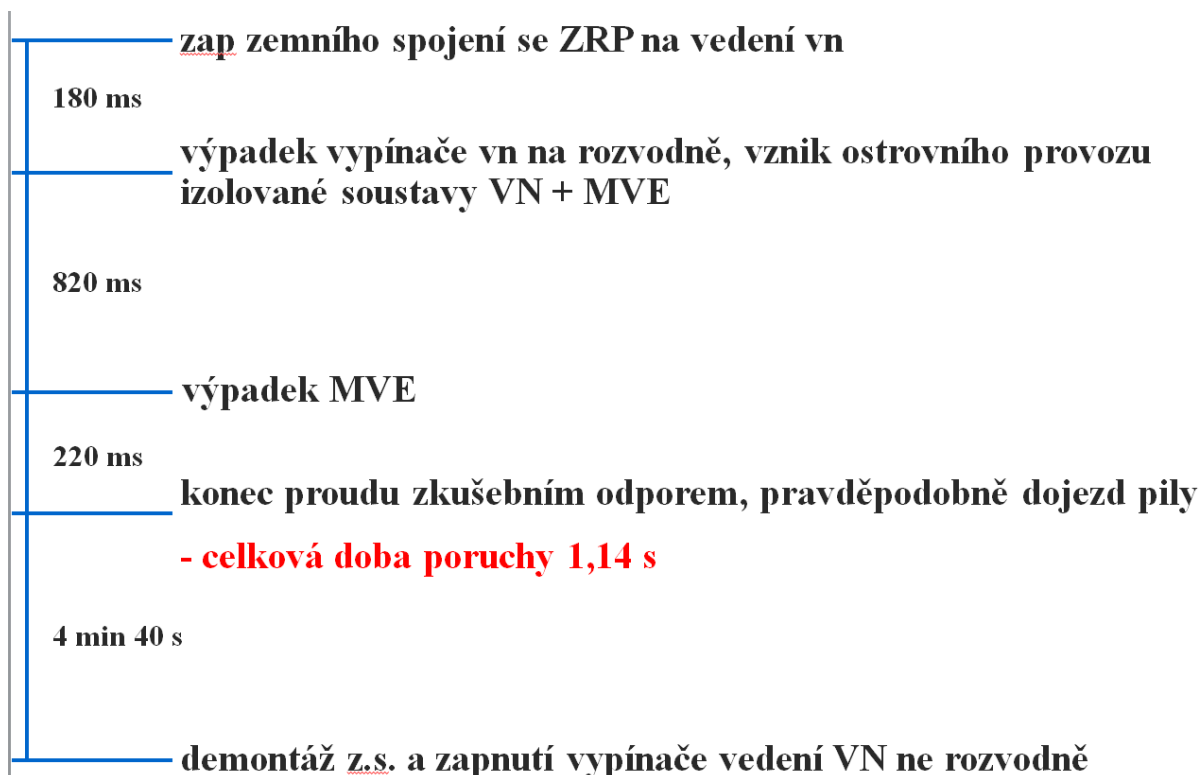 zap zemního spojení se ZRP na vedení vn
180 ms
výpadek vypínače vn na rozvodně, vznik ostrovního provozu
izolované soustavy VN + MVE
820 ms
výpadek MVE
220 ms
konec proudu zkušebním odporem, pravděpodobně dojezd pily
- celková doba poruchy 1,14 s
4 min 40 s
demontáž z.s. a zapnutí vypínače vedení VN ne rozvodně